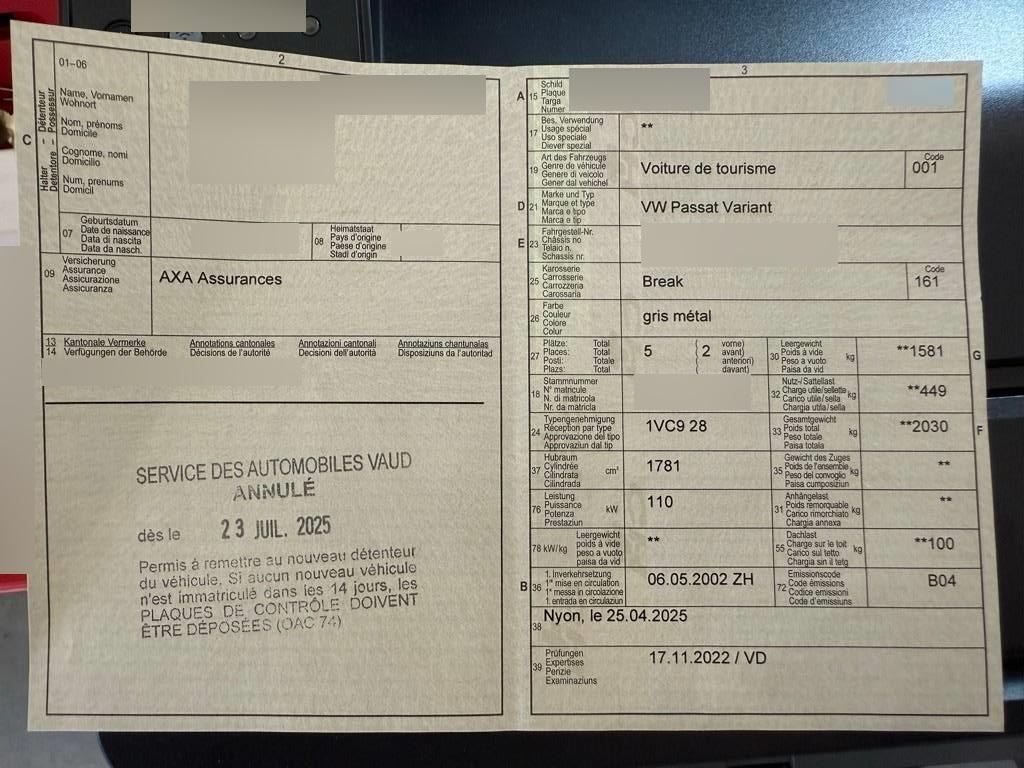 2
01-06
Halter - Détenteur
Detentore - Possessur
C
Name, Vornamen
Wohnort
Nom, prénoms
Domicile
Cognome, nomi
Domicilio
Num, prenums
Domicil
07
Geburtsdatum
Date de naissance
Data di nascita
Data da nasch.
08
Heimatstaat
Pays d'origine
Paese d'origine
Stadi d'origin
09
Versicherung
Assurance
Assicurazione
Assicuranza
AXA Assurances
13 Kantonale Vermerke Annotations cantonales Annotazioni cantonali Annotaziuns chantunalas
14 Verfügungen der Behörde Décisions de l'autorité Decisioni dell'autorità Disposiziuns da l'autoritad
SERVICE DES AUTOMOBILES VAUD
ANNULÉ
dès le 23 JUIL. 2025
Permis à remettre au nouveau détenteur
du véhicule. Si aucun nouveau véhicule
n'est immatriculé dans les 14 jours, les
PLAQUES DE CONTRÔLE DOIVENT
ÊTRE DÉPOSÉES (OAC 74)
3
A 15
Schild
Plaque
Targa
Numer
17
Bes. Verwendung
Usage spécial
Uso speciale
Diever spezial
**
19
Art des Fahrzeugs
Genre de véhicule
Genere di veicolo
Gener dal vehichel
Voiture de tourisme
Code
001
D 21
Marke und Typ
Marque et type
Marca e tipo
Marca e tip
VW Passat Variant
E 23
Fahrgestell-Nr.
Châssis no
Telaio n.
Schassis nr.
25
Karosserie
Carrosserie
Carrozzeria
Carossaria
Break
Code
161
26
Farbe
Couleur
Colore
Colur
gris métal
27
Plätze: Total
Places: Total
Posti: Totale
Plazs: Total
5
( 2 vorne)
( avant)
( anteriori)
( davant)
30
Leergewicht
Poids à vide
Peso a vuoto
Paisa da vid
kg
**1581
G
18
Stammnummer
N° matricule
N. di matricola
Nr. da matricla
32
Nutz-/Sattellast
Charge utile/sellette
Carico utile/sella
Chargia utila/sella
kg
**449
24
Typengenehmigung
Réception par type
Approvazione del tipo
Approvaziun dal tip
1VC9 28
33
Gesamtgewicht
Poids total
Peso totale
Paisa totala
kg
**2030
F
37
Hubraum
Cylindrée
Cilindrata
Cilindrada
cm³
1781
35
Gewicht des Zuges
Poids de l'ensemble
Peso del convoglio
Paisa cumposiziun
kg
**
76
Leistung
Puissance
Potenza
Prestaziun
kW
110
31
Anhängelast
Poids remorquable
Carico rimorchiato
Chargia annexa
kg
**
78 kW/kg
Leergewicht
poids à vide
peso a vuoto
paisa da vid
**
55
Dachlast
Charge sur le toit
Carico sul tetto
Chargia sin il tetg
kg
**100
B 36
1. Inverkehrsetzung
1re mise en circulation
1a messa in circolazione
1. entrada en circulaziun
06.05.2002 ZH
72
Emissionscode
Code émissions
Codice emissioni
Code d'emissiuns
B04
38
Nyon, le 25.04.2025
39
Prüfungen
Expertises
Perizie
Examinaziuns
17.11.2022 / VD